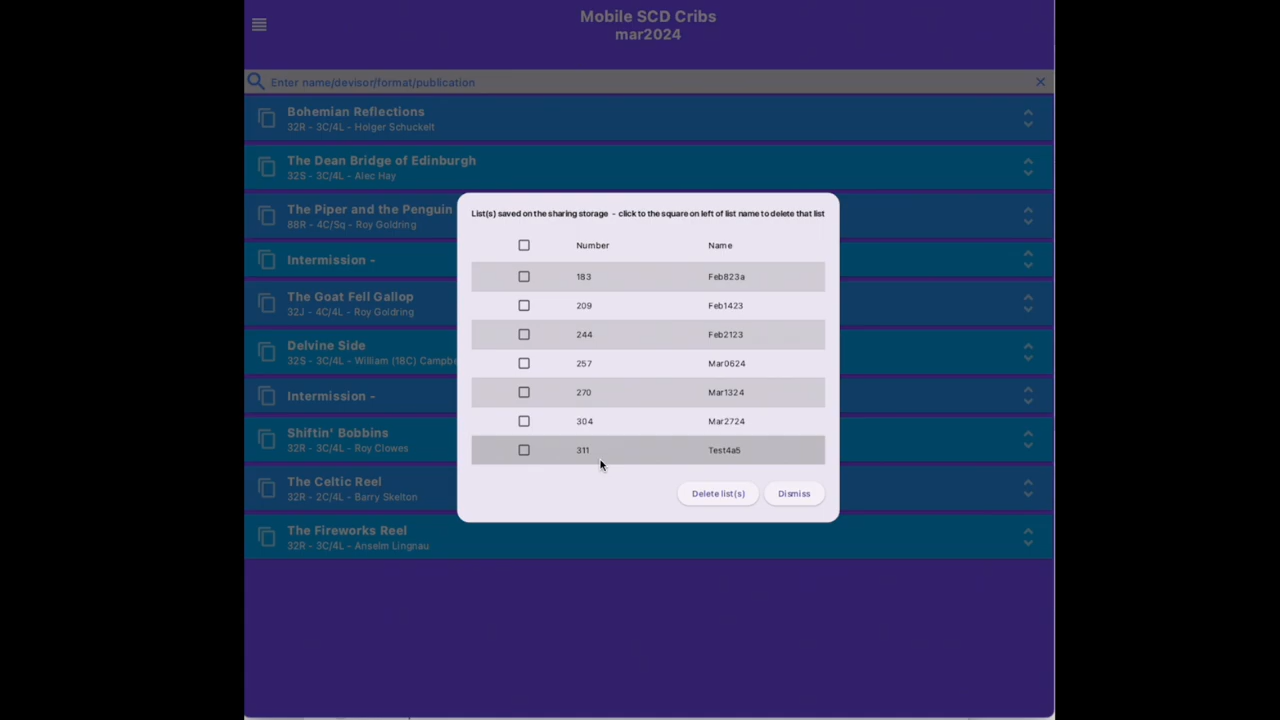 Mobile SCD Cribs
mar2024
Enter name/devisor/format/publication
Bohemian Reflections
32R - 3C/4L - Holger Schuckelt
The Dean Bridge of Edinburgh
32S - 3C/4L - Alec Hay
The Piper and the Penguin
88R - 4C/Sq - Roy Goldring
Intermission -
The Goat Fell Gallop
32J - 4C/4L - Roy Goldring
Delvine Side
32S - 3C/4L - William (18C) Campbe
Intermission -
Shiftin' Bobbins
32R - 3C/4L - Roy Clowes
The Celtic Reel
32R - 2C/4L - Barry Skelton
The Fireworks Reel
32R - 3C/4L - Anselm Lingnau
List(s) saved on the sharing storage - click to the square on left of list name to delete that list
Number Name
183 Feb823a
209 Feb1423
244 Feb2123
257 Mar0624
270 Mar1324
304 Mar2724
311 Test4a5
Delete list(s) Dismiss